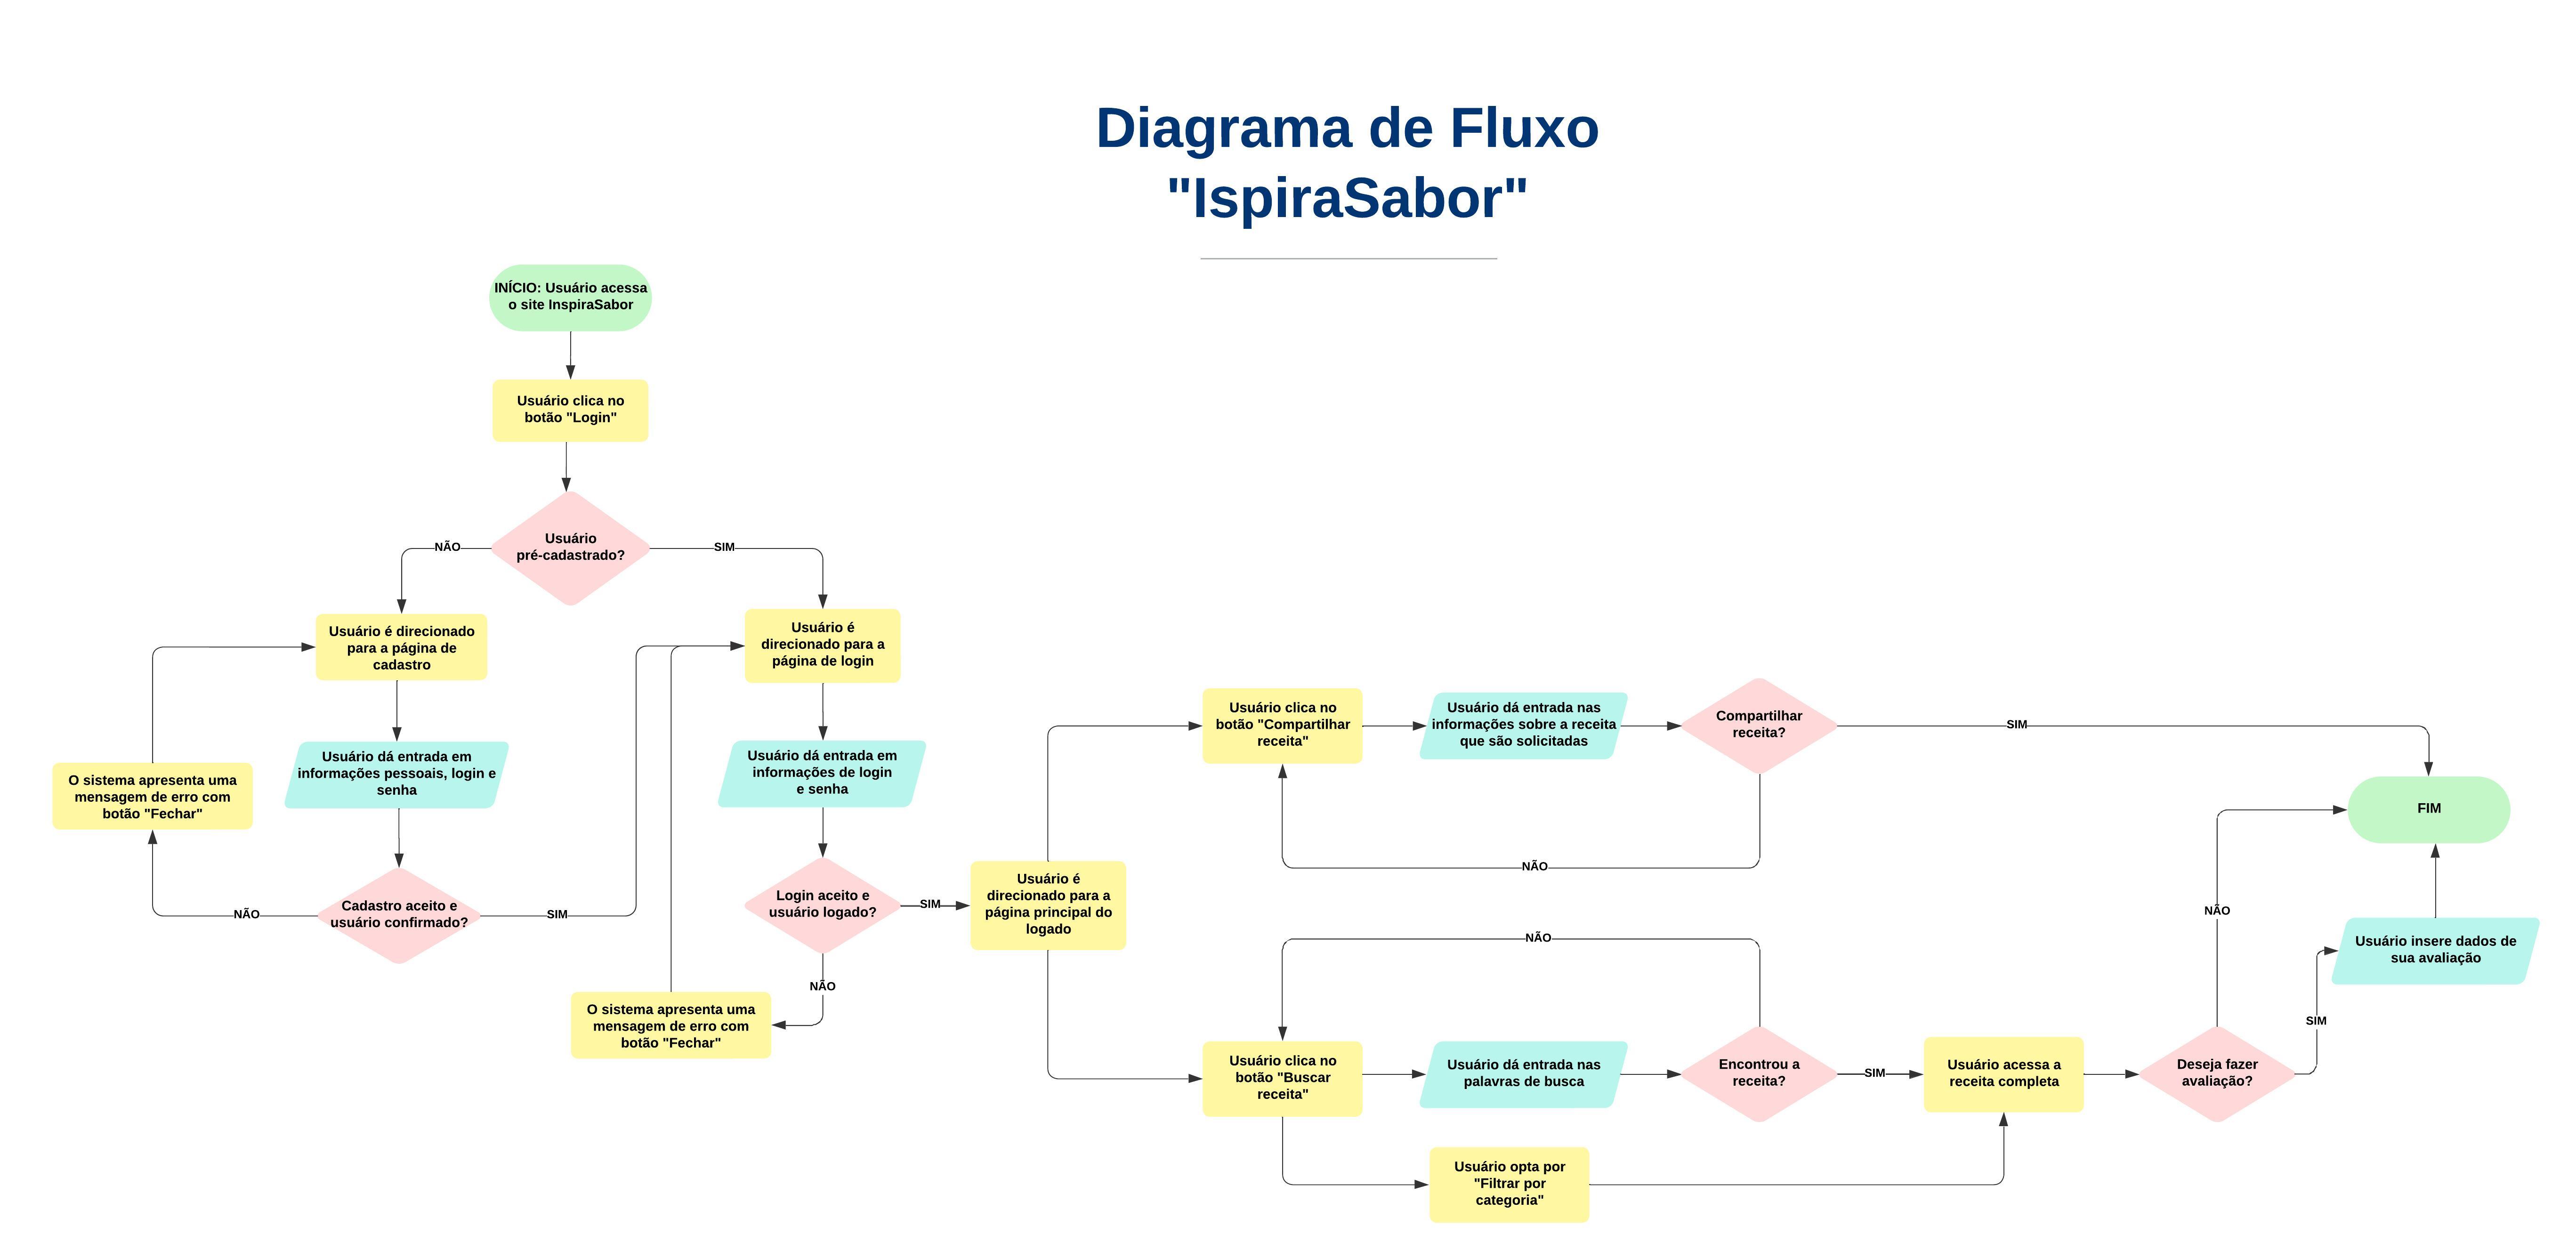 Diagrama de Fluxo
"IspiraSabor"
INÍCIO: Usuário acessa
o site InspiraSabor
Usuário clica no
botão "Login"
Usuário
pré-cadastrado?
NÃO
SIM
Usuário é direcionado
para a página de
cadastro
Usuário dá entrada em
informações pessoais, login e
senha
Cadastro aceito e
usuário confirmado?
NÃO
SIM
O sistema apresenta uma
mensagem de erro com
botão "Fechar"
Usuário é
direcionado para a
página de login
Usuário dá entrada em
informações de login
e senha
Login aceito e
usuário logado?
SIM
NÃO
O sistema apresenta uma
mensagem de erro com
botão "Fechar"
Usuário é
direcionado para a
página principal do
logado
Usuário clica no
botão "Compartilhar
receita"
Usuário dá entrada nas
informações sobre a receita
que são solicitadas
Compartilhar
receita?
SIM
NÃO
Usuário clica no
botão "Buscar
receita"
Usuário dá entrada nas
palavras de busca
Encontrou a
receita?
NÃO
SIM
Usuário opta por
"Filtrar por
categoria"
Usuário acessa a
receita completa
Deseja fazer
avaliação?
NÃO
SIM
Usuário insere dados de
sua avaliação
FIM